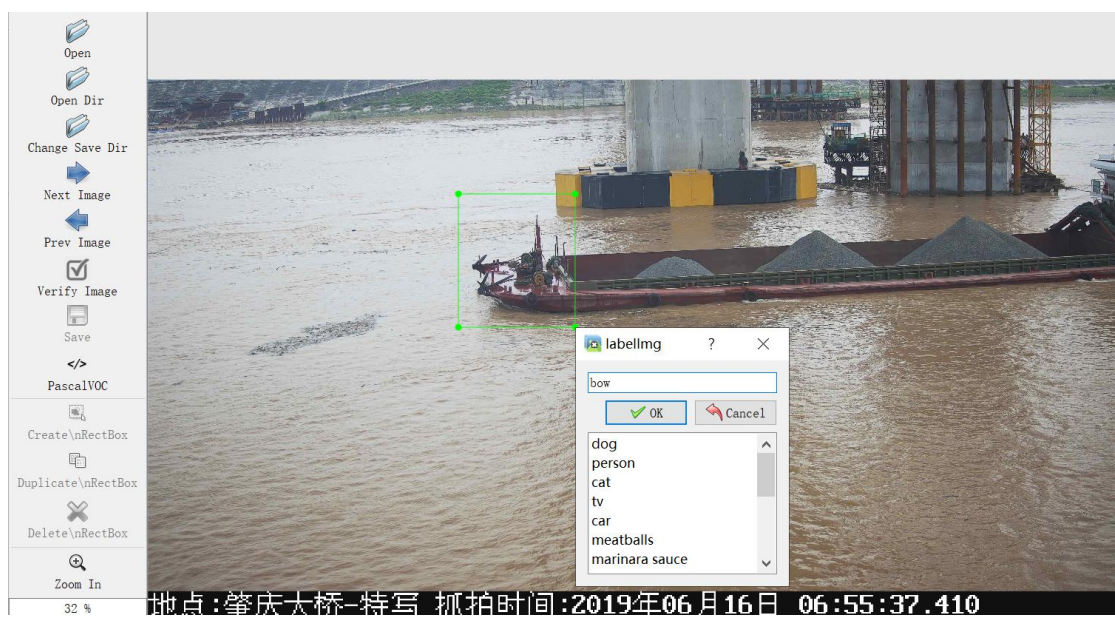 Open
Open Dir
Change Save Dir
Next Image
Prev Image
Verify Image
Save
</>
PascalVOC
Create\nRectBox
Duplicate\nRectBox
Delete\nRectBox
Zoom In
32 %
labelImg ?
bow
OK Cancel
dog
person
cat
tv
car
meatballs
marinara sauce
地点:肇庆大桥-特写 抓拍时间:2019年06月16日 06:55:37.410